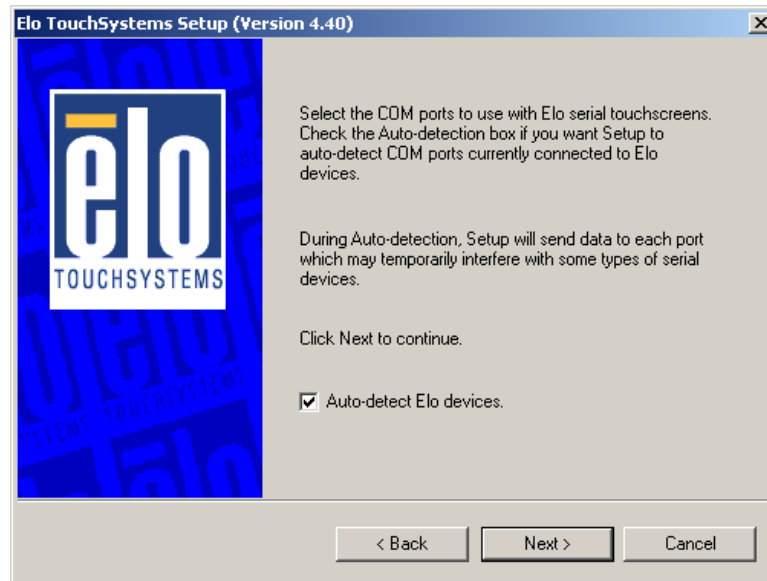 Elo TouchSystems Setup (Version 4.40)
Select the COM ports to use with Elo serial touchscreens.
Check the Auto-detection box if you want Setup to
auto-detect COM ports currently connected to Elo
devices.
During Auto-detection, Setup will send data to each port
which may temporarily interfere with some types of serial
devices.
Click Next to continue.
Auto-detect Elo devices.
ēlo
TOUCHSYSTEMS
< Back
Next >
Cancel